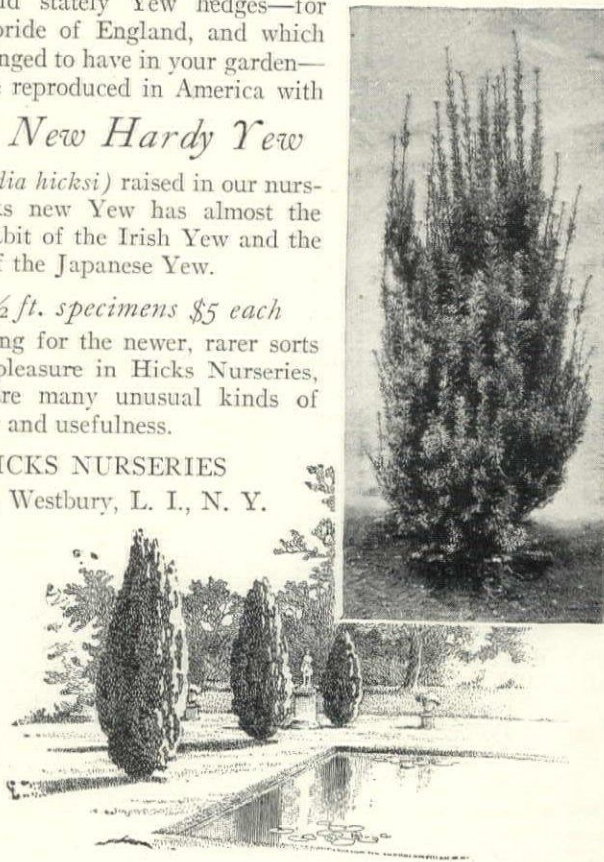 stately Yew hedges—for
pride of England, and which
nged to have in your garden—
reproduced in America with
New Hardy Yew
dia hicksi) raised in our nurs-
s new Yew has almost the
bit of the Irish Yew and the
f the Japanese Yew.
½ ft. specimens $5 each
ng for the newer, rarer sorts
pleasure in Hicks Nurseries,
re many unusual kinds of
and usefulness.
ICKS NURSERIES
Westbury, L. I., N. Y.